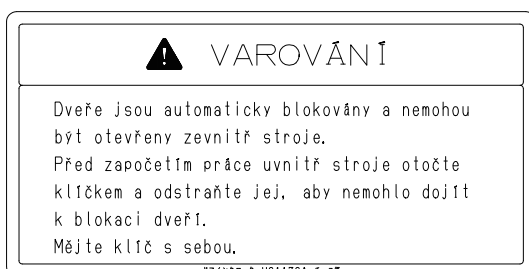 VAROVÁNÍ
Dveře jsou automaticky blokovány a nemohou
být otevřeny zevnitř stroje.
Před započetím práce uvnitř stroje otočte
klíčkem a odstraňte jej, aby nemohlo dojít
k blokaci dveří.
Mějte klíč s sebou.